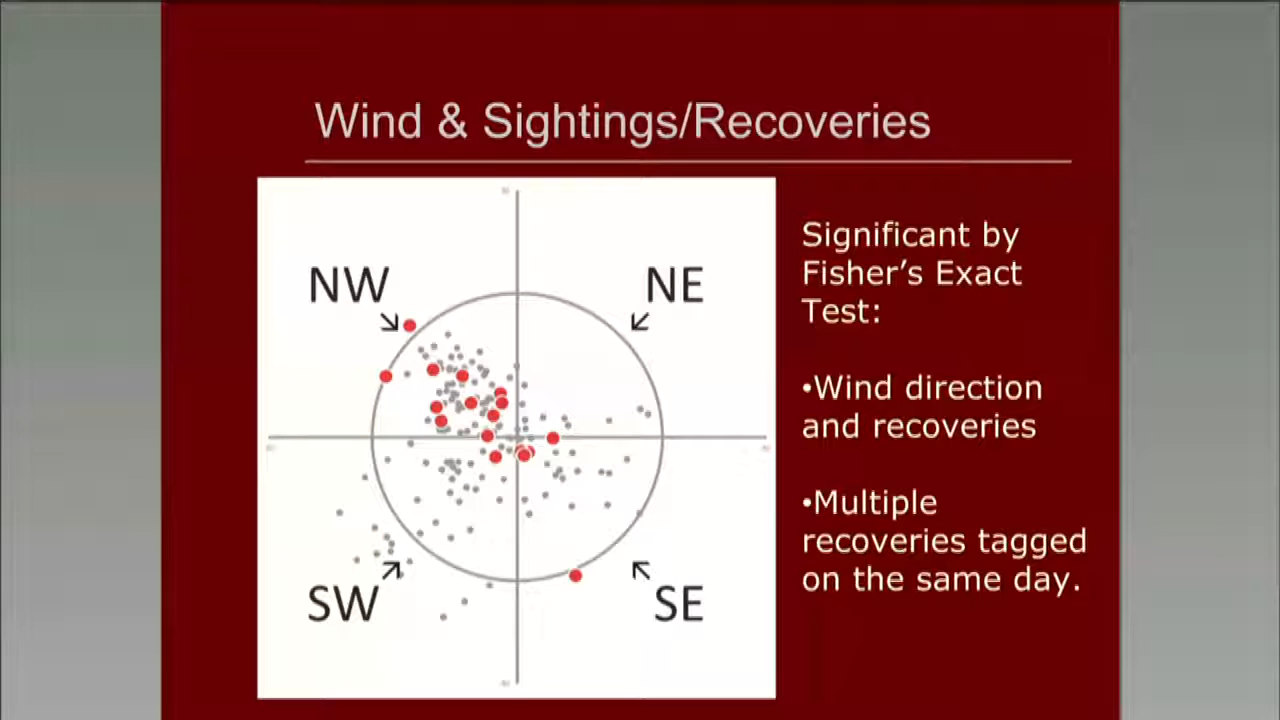 Wind & Sightings/Recoveries
NW
NE
SW
SE
Significant by
Fisher’s Exact
Test:
•Wind direction
and recoveries
•Multiple
recoveries tagged
on the same day.